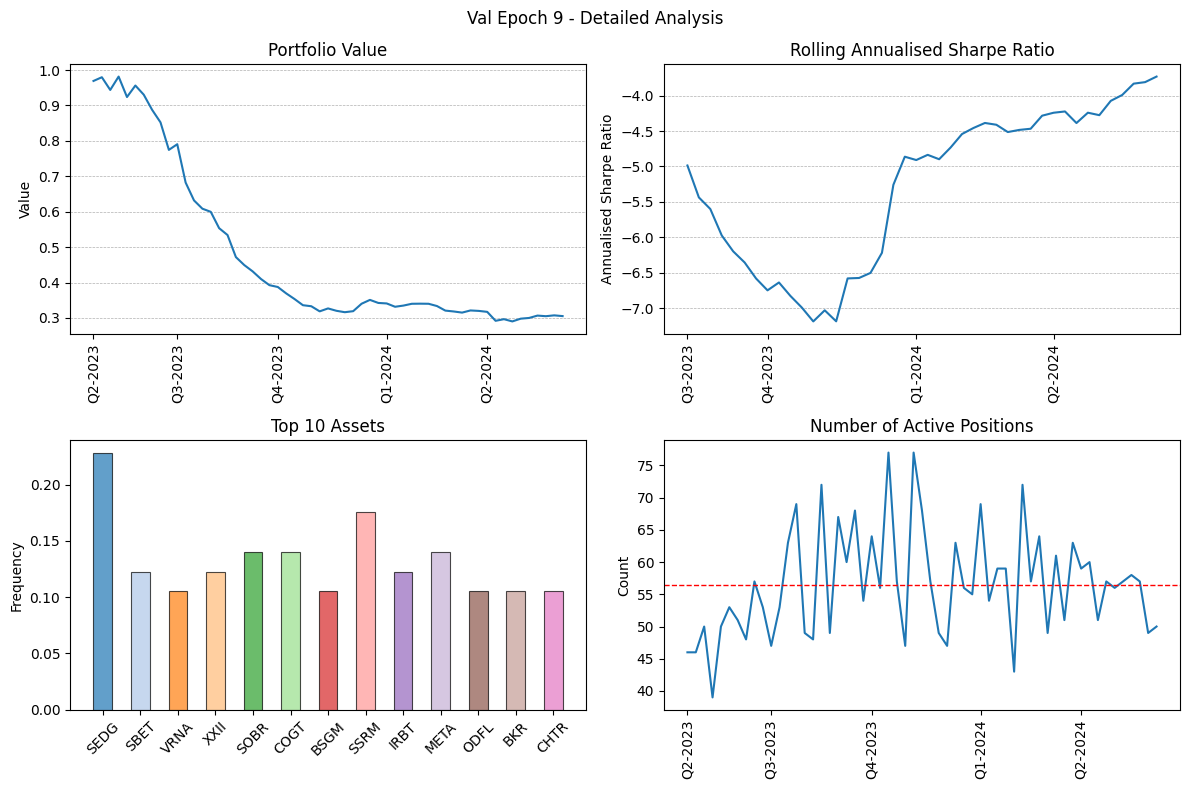 Val Epoch 9 - Detailed Analysis
Portfolio Value
Value
1.0
0.9
0.8
0.7
0.6
0.5
0.4
0.3
Q2-2023
Q3-2023
Q4-2023
Q1-2024
Q2-2024
Rolling Annualised Sharpe Ratio
Annualised Sharpe Ratio
−4.0
−4.5
−5.0
−5.5
−6.0
−6.5
−7.0
Q3-2023
Q4-2023
Q1-2024
Q2-2024
Top 10 Assets
Frequency
0.20
0.15
0.10
0.05
0.00
SEDG
SBET
VRNA
XXII
SOBR
COGT
BSGM
SSRM
IRBT
META
ODFL
BKR
CHTR
Number of Active Positions
Count
75
70
65
60
55
50
45
40
Q2-2023
Q3-2023
Q4-2023
Q1-2024
Q2-2024